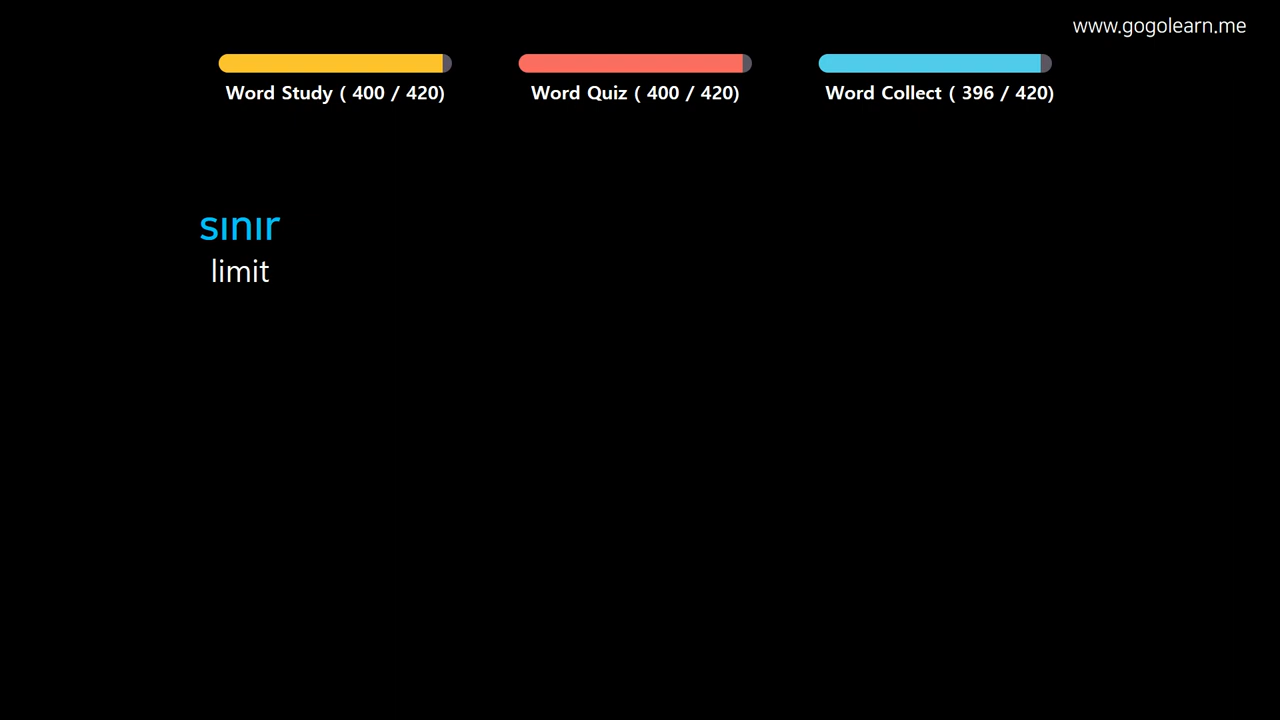 www.gogolearn.me
Word Study ( 400 / 420)
Word Quiz ( 400 / 420)
Word Collect ( 396 / 420)
sınır
limit